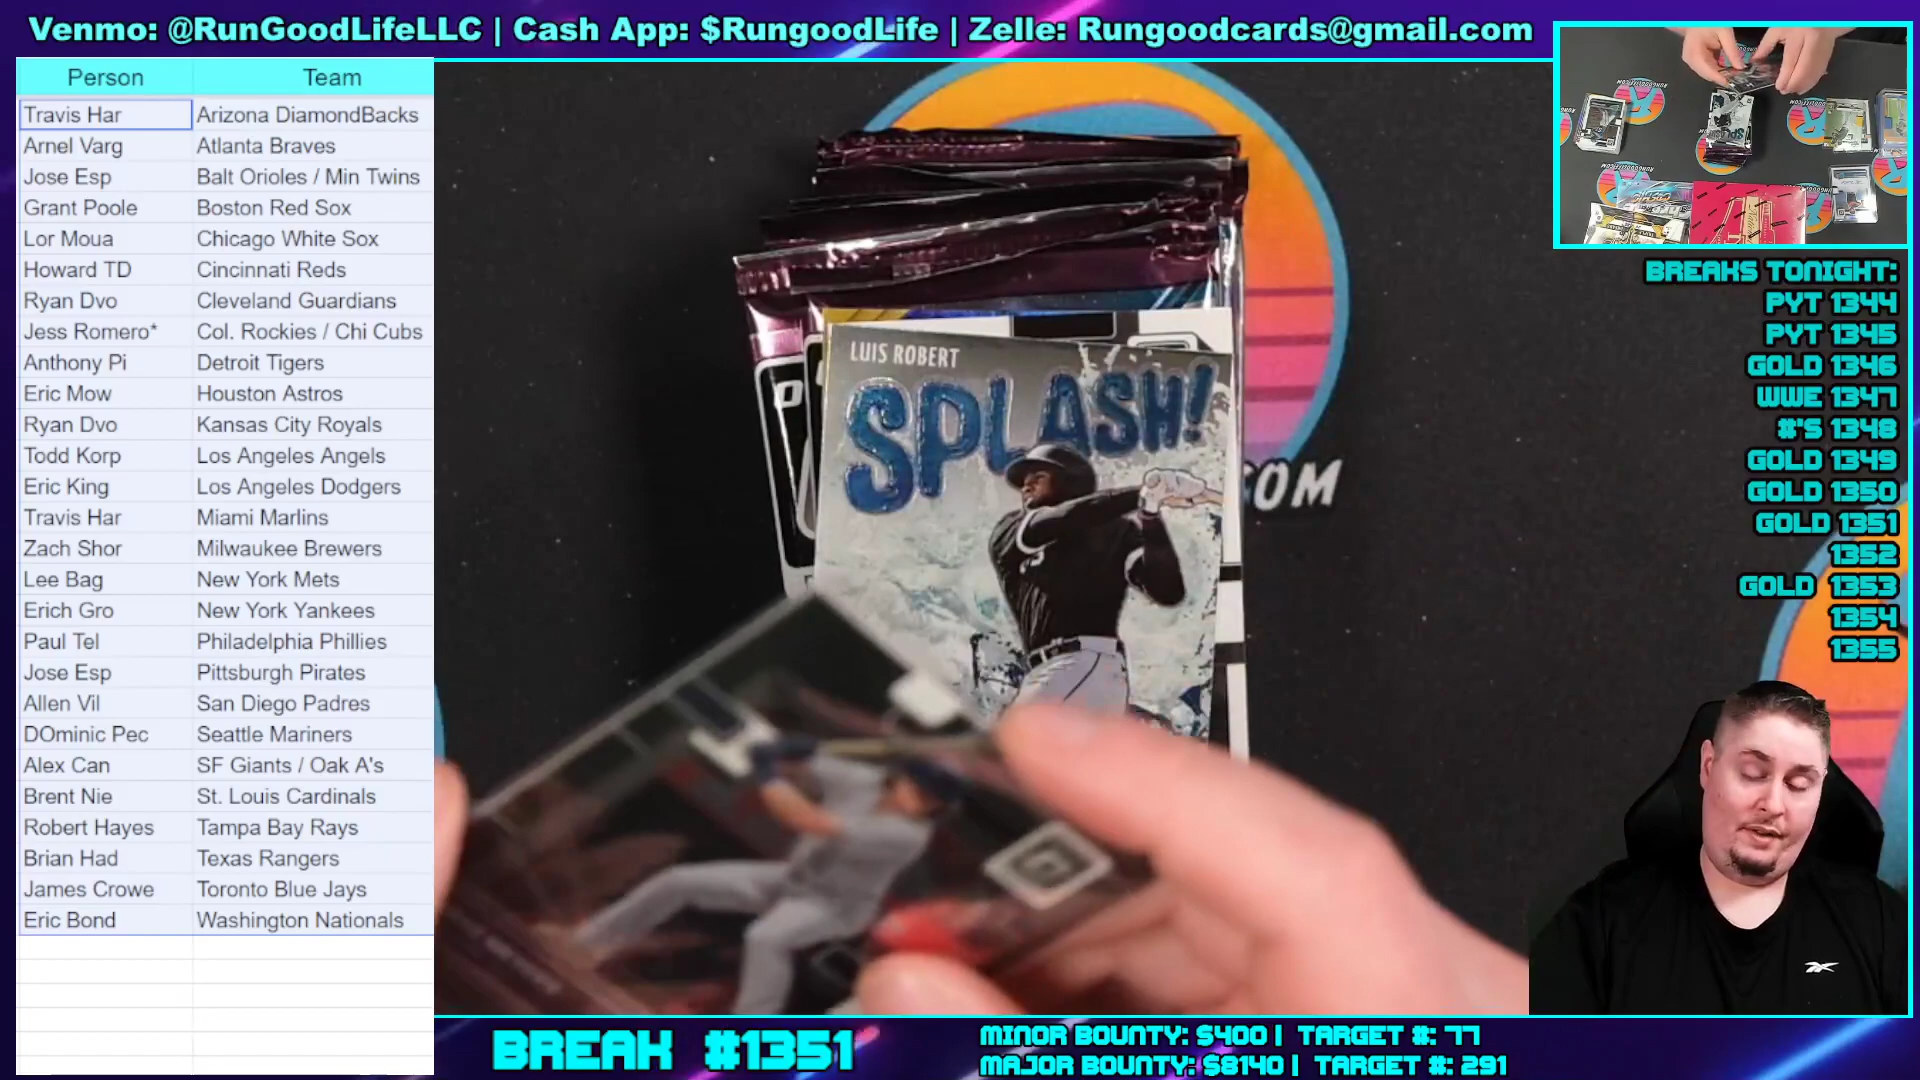 Venmo: @RunGoodLifeLLC | Cash App: $RungoodLife | Zelle: Rungoodcards@gmail.com
Person Team
Travis Har Arizona DiamondBacks
Arnel Varg Atlanta Braves
Jose Esp Balt Orioles / Min Twins
Grant Poole Boston Red Sox
Lor Moua Chicago White Sox
Howard TD Cincinnati Reds
Ryan Dvo Cleveland Guardians
Jess Romero* Col. Rockies / Chi Cubs
Anthony Pi Detroit Tigers
Eric Mow Houston Astros
Ryan Dvo Kansas City Royals
Todd Korp Los Angeles Angels
Eric King Los Angeles Dodgers
Travis Har Miami Marlins
Zach Shor Milwaukee Brewers
Lee Bag New York Mets
Erich Gro New York Yankees
Paul Tel Philadelphia Phillies
Jose Esp Pittsburgh Pirates
Allen Vil San Diego Padres
DOminic Pec Seattle Mariners
Alex Can SF Giants / Oak A's
Brent Nie St. Louis Cardinals
Robert Hayes Tampa Bay Rays
Brian Had Texas Rangers
James Crowe Toronto Blue Jays
Eric Bond Washington Nationals
LUIS ROBERT
SPLASH!
.COM
BREAKS TONIGHT:
PYT 1344
PYT 1345
GOLD 1346
WWE 1347
#'S 1348
GOLD 1349
GOLD 1350
GOLD 1351
1352
GOLD 1353
1354
1355
BREAK #1351
MINOR BOUNTY: $400 | TARGET #: 77
MAJOR BOUNTY: $8140 | TARGET #: 291